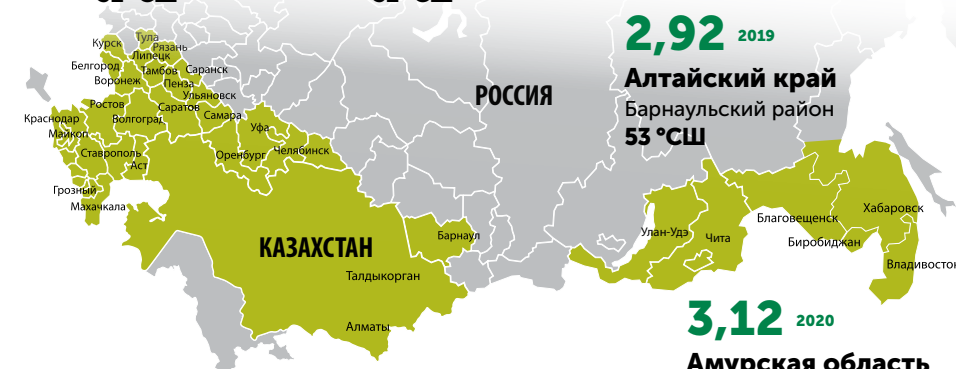 2,92 2019
Алтайский край
Барнаульский район
53 °СШ
РОССИЯ
Тула
Курск
Рязань
Липецк
Белгород
Тамбов
Саранск
Воронеж
Пенза
Ульяновск
Ростов
Саратов
Самара
Краснодар
Волгоград
Майкоп
Уфа
Ставрополь
Оренбург
Челябинск
Аст
Грозный
Махачкала
КАЗАХСТАН
Барнаул
Талдыкорган
Алматы
Улан-Удэ
Чита
Благовещенск
Хабаровск
Биробиджан
Владивосток
3,12 2020
Амурская область